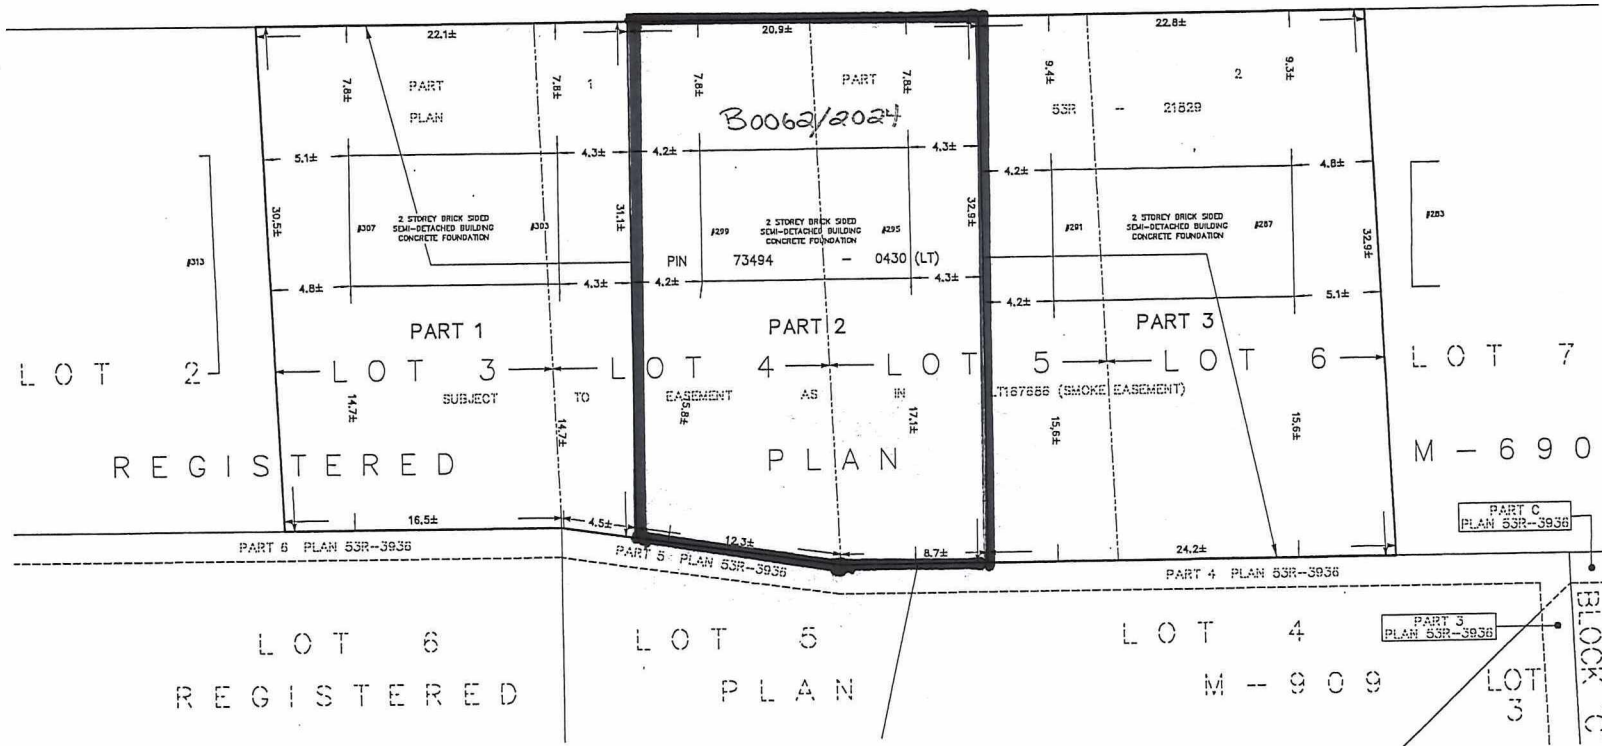 22.1±
20.9±
22.8±
7.8±
PART
PLAN
7.8±
1
7.8±
PART
7.8±
9.4±
2
9.3±
53R - 21829
B0062/2024
5.1±
4.3±
4.2±
4.3±
4.2±
4.8±
30.5±
31.1±
32.9±
32.9±
#313
#307
2 STOREY BRICK SIDED
SEMI-DETACHED BUILDING
CONCRETE FOUNDATION
#303
#299
2 STOREY BRICK SIDED
SEMI-DETACHED BUILDING
CONCRETE FOUNDATION
#295
#291
2 STOREY BRICK SIDED
SEMI-DETACHED BUILDING
CONCRETE FOUNDATION
#287
#283
PIN 73494 - 0430 (LT)
4.8±
4.3±
4.2±
4.3±
4.2±
5.1±
PART 1
PART 2
PART 3
LOT 2
LOT 3
LOT 4
LOT 5
LOT 6
LOT 7
SUBJECT TO EASEMENT AS IN LT167686 (SMOKE EASEMENT)
14.7±
14.7±
15.8±
17.1±
15.6±
15.6±
REGISTERED PLAN M-690
16.5±
4.5±
12.3±
8.7±
24.2±
PART C
PLAN 53R-3936
PART 6 PLAN 53R-3936
PART 5 PLAN 53R-3936
PART 4 PLAN 53R-3936
PART 3
PLAN 53R-3936
LOT 6
LOT 5
LOT 4
BLOCK C
REGISTERED PLAN M-909
LOT
3